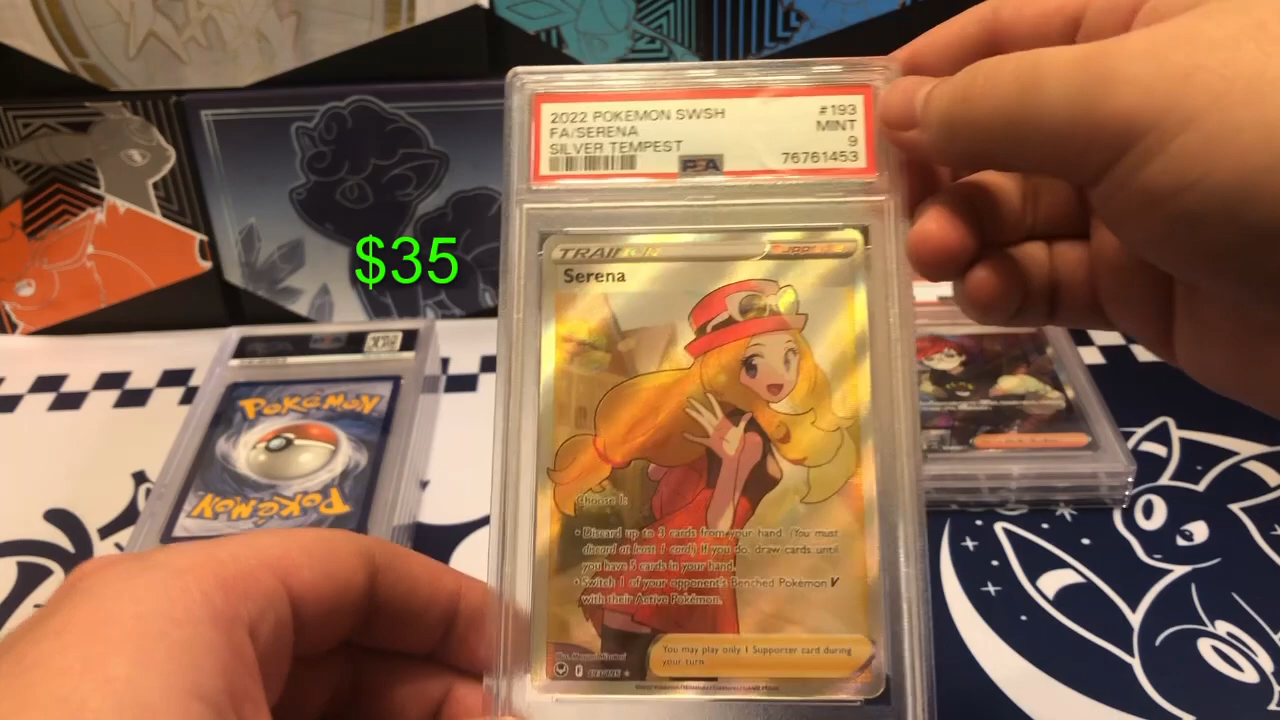 2022 POKEMON SWSH #193
FA/SERENA MINT
SILVER TEMPEST 9
PSA 76761453
$35
TRAINER
Serena
Choose 1:
• Discard up to 3 cards from your hand. (You must
discard at least 1 card.) If you do, draw cards until
you have 5 cards in your hand.
• Switch 1 of your opponent's Benched Pokémon V
with their Active Pokémon.
You may play only 1 Supporter card during
your turn.
POKéMON
POKéMON